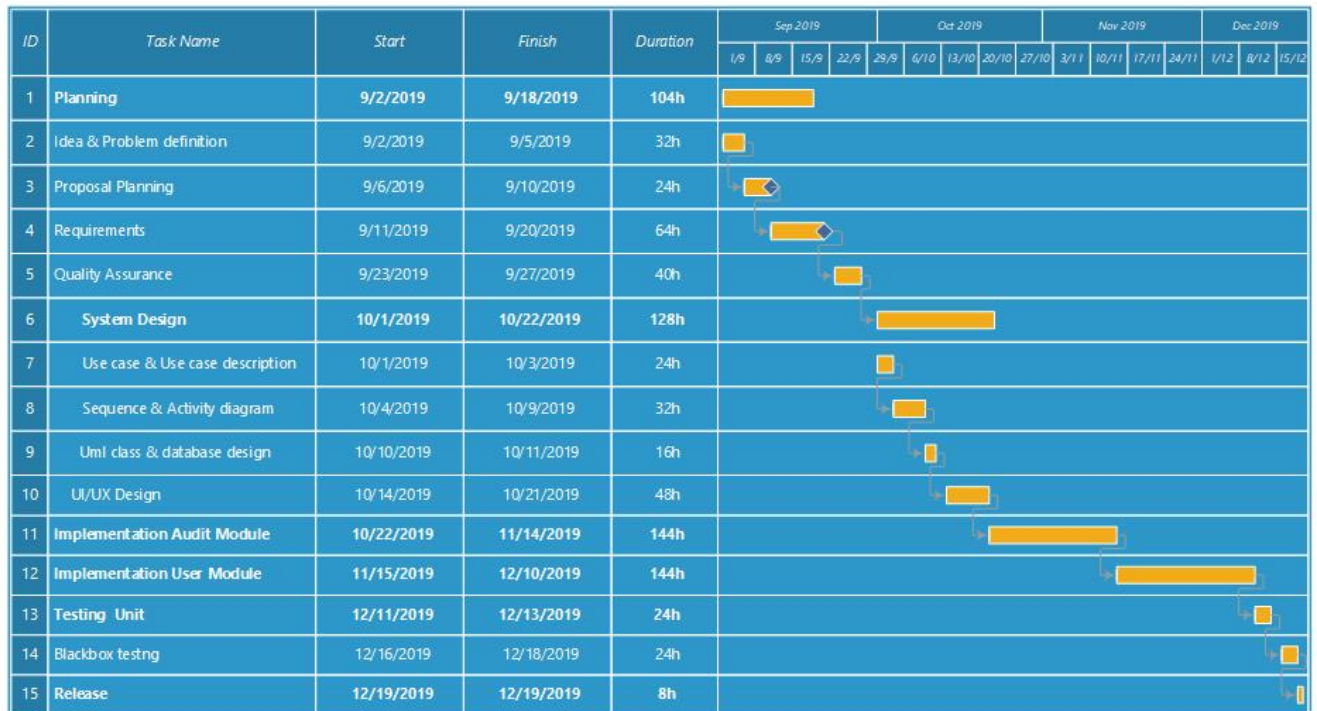 ID Task Name Start Finish Duration Sep 2019 Oct 2019 Nov 2019 Dec 2019
1/9 8/9 15/9 22/9 29/9 6/10 13/10 20/10 27/10 3/11 10/11 17/11 24/11 1/12 8/12 15/12
1 Planning 9/2/2019 9/18/2019 104h
2 Idea & Problem definition 9/2/2019 9/5/2019 32h
3 Proposal Planning 9/6/2019 9/10/2019 24h
4 Requirements 9/11/2019 9/20/2019 64h
5 Quality Assurance 9/23/2019 9/27/2019 40h
6 System Design 10/1/2019 10/22/2019 128h
7 Use case & Use case description 10/1/2019 10/3/2019 24h
8 Sequence & Activity diagram 10/4/2019 10/9/2019 32h
9 Uml class & database design 10/10/2019 10/11/2019 16h
10 UI/UX Design 10/14/2019 10/21/2019 48h
11 Implementation Audit Module 10/22/2019 11/14/2019 144h
12 Implementation User Module 11/15/2019 12/10/2019 144h
13 Testing Unit 12/11/2019 12/13/2019 24h
14 Blackbox testng 12/16/2019 12/18/2019 24h
15 Release 12/19/2019 12/19/2019 8h